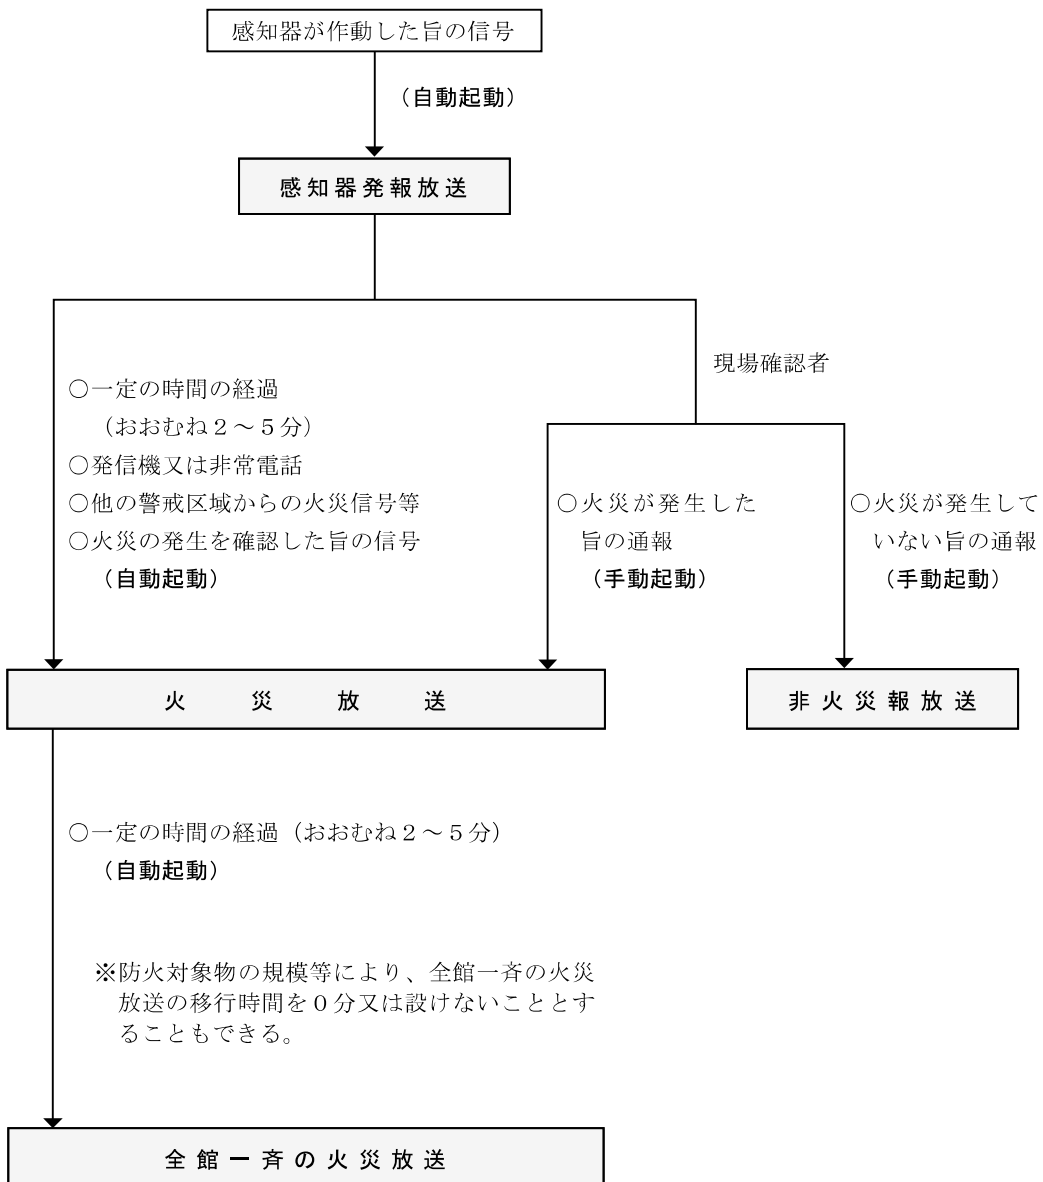 感知器が作動した旨の信号
（自動起動）
感知器発報放送
現場確認者
○一定の時間の経過
（おおむね２～５分）
○発信機又は非常電話
○他の警戒区域からの火災信号等
○火災の発生を確認した旨の信号
（自動起動）
○火災が発生した
旨の通報
（手動起動）
○火災が発生して
いない旨の通報
（手動起動）
火災放送
非火災報放送
○一定の時間の経過（おおむね２～５分）
（自動起動）
※防火対象物の規模等により、全館一斉の火災
放送の移行時間を０分又は設けないこととす
ることもできる。
全館一斉の火災放送